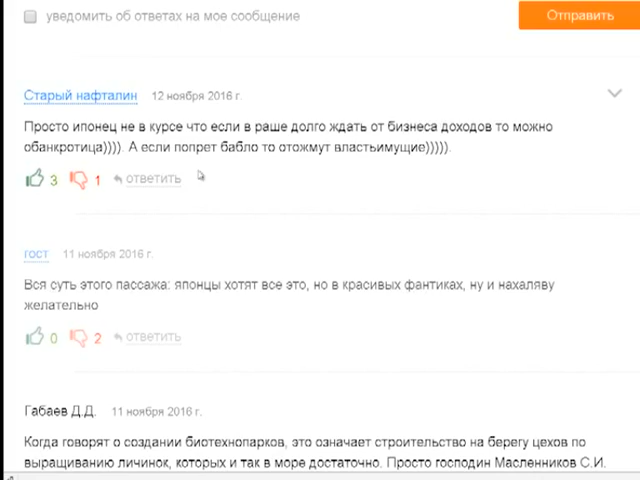 уведомить об ответах на мое сообщение
Отправить
Старый нафталин 12 ноября 2016 г.
Просто ипонец не в курсе что если в раше долго ждать от бизнеса доходов то можно
обанкротица)))). А если попрет бабло то отожмут властьимущие))))).
3 1 ответить
гост 11 ноября 2016 г.
Вся суть этого пассажа: японцы хотят все это, но в красивых фантиках, ну и нахаляву
желательно
0 2 ответить
Габаев Д.Д. 11 ноября 2016 г.
Когда говорят о создании биотехнопарков, это означает строительство на берегу цехов по
выращиванию личинок, которых и так в море достаточно. Просто господин Масленников С.И.